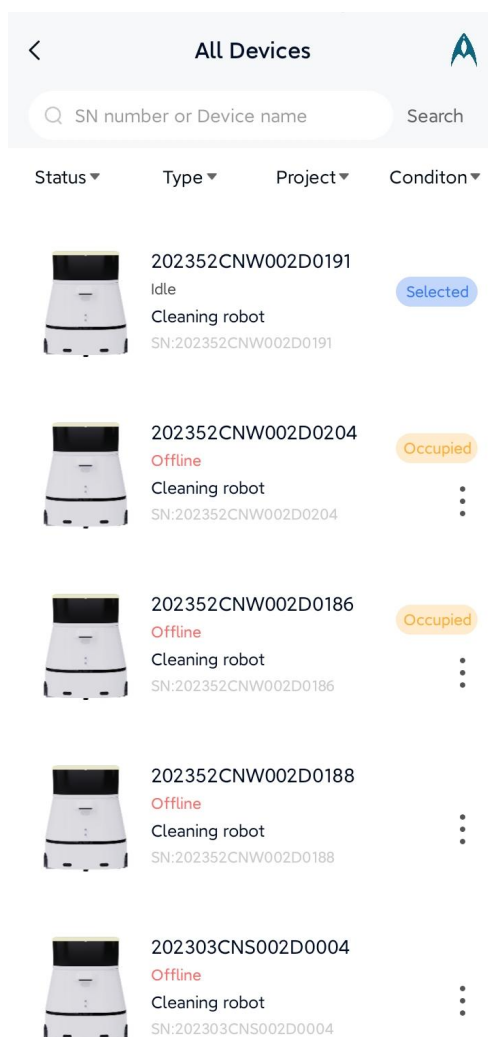 All Devices
SN number or Device name Search
Status Type Project Conditon
202352CNW002D0191
Idle
Selected
Cleaning robot
SN:202352CNW002D0191
202352CNW002D0204
Occupied
Offline
Cleaning robot
SN:202352CNW002D0204
202352CNW002D0186
Occupied
Offline
Cleaning robot
SN:202352CNW002D0186
202352CNW002D0188
Offline
Cleaning robot
SN:202352CNW002D0188
202303CNS002D0004
Offline
Cleaning robot
SN:202303CNS002D0004